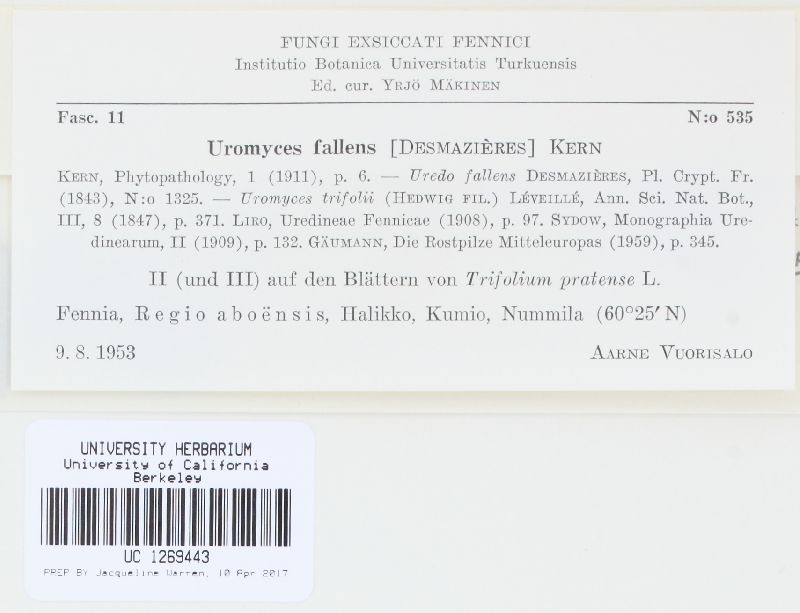 FUNGI EXSICCATI FENNICI
Institutio Botanica Universitatis Turkuensis
Ed. cur. YRJÖ MÄKINEN
Fasc. 11 N:o 535
Uromyces fallens [DESMAZIÈRES] KERN
KERN, Phytopathology, 1 (1911), p. 6. — Uredo fallens DESMAZIÈRES, Pl. Crypt. Fr.
(1843), N:o 1325. — Uromyces trifolii (HEDWIG FIL.) LÉVEILLÉ, Ann. Sci. Nat. Bot.,
III, 8 (1847), p. 371. LIRO, Uredineae Fennicae (1908), p. 97. SYDOW, Monographia Ure-
dinearum, II (1909), p. 132. GÄUMANN, Die Rostpilze Mitteleuropas (1959), p. 345.
II (und III) auf den Blättern von Trifolium pratense L.
Fennia, Regio aboënsis, Halikko, Kumio, Nummila (60°25′ N)
9. 8. 1953 AARNE VUORISALO
UNIVERSITY HERBARIUM
University of California
Berkeley
UC 1269443
PREP BY Jacqueline Warren, 10 Apr 2017